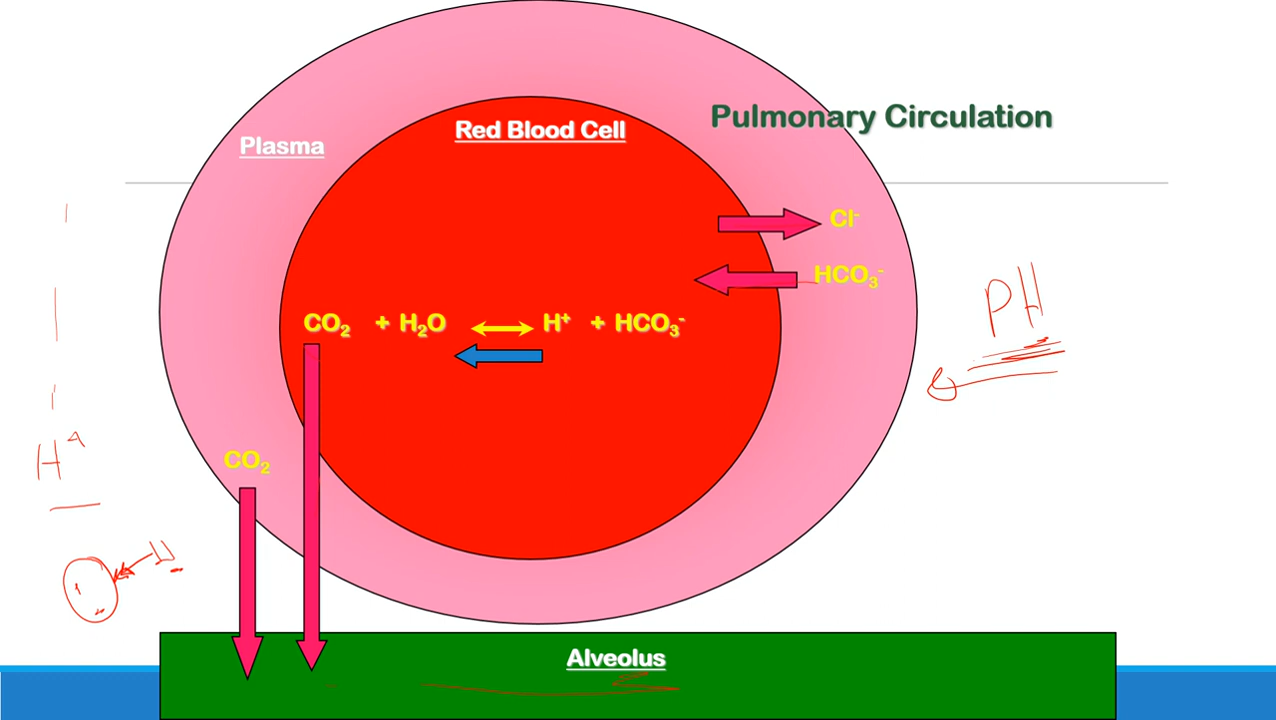 Pulmonary Circulation
Red Blood Cell
Plasma
Cl⁻
HCO₃⁻
PH
CO₂ + H₂O ↔ H⁺ + HCO₃⁻
H
CO₂
Alveolus